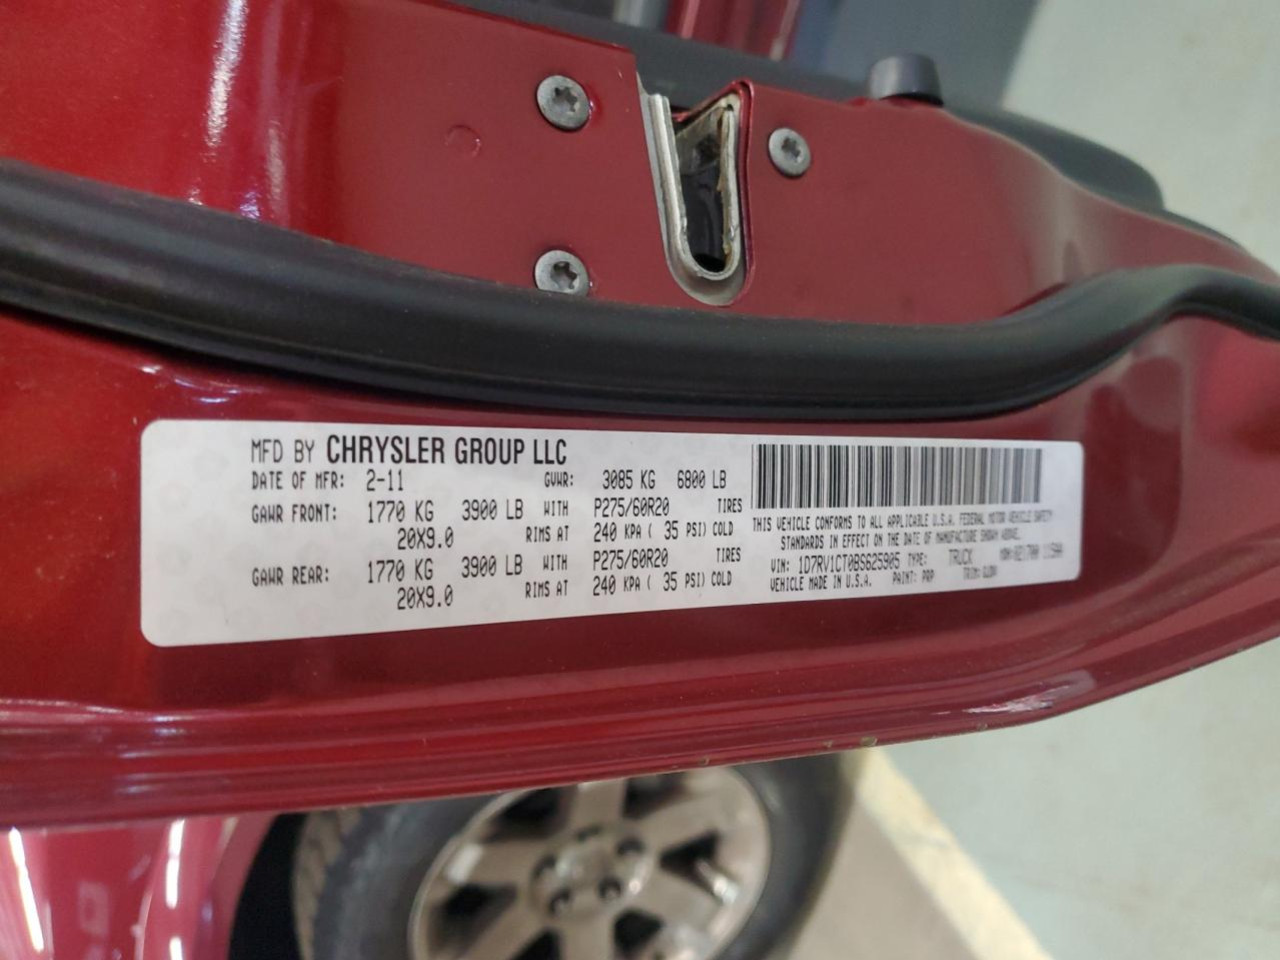 MFD BY CHRYSLER GROUP LLC
DATE OF MFR: 2-11 GVWR: 3085 KG 6800 LB
GAWR FRONT: 1770 KG 3900 LB WITH P275/60R20 TIRES
20X9.0 RIMS AT 240 KPA ( 35 PSI) COLD
GAWR REAR: 1770 KG 3900 LB WITH P275/60R20 TIRES
20X9.0 RIMS AT 240 KPA ( 35 PSI) COLD
THIS VEHICLE CONFORMS TO ALL APPLICABLE U.S.A. FEDERAL MOTOR VEHICLE SAFETY
STANDARDS IN EFFECT ON THE DATE OF MANUFACTURE SHOWN ABOVE.
VIN: 1D7RV1CT0BS625905 TYPE: TRUCK
VEHICLE MADE IN U.S.A. PAINT: PRP TRIM: